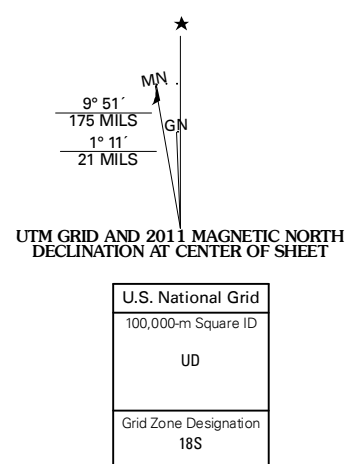 ★
MN
9° 51´
175 MILS
GN
1° 11´
21 MILS
UTM GRID AND 2011 MAGNETIC NORTH
DECLINATION AT CENTER OF SHEET
U.S. National Grid
100,000-m Square ID
UD
Grid Zone Designation
18S